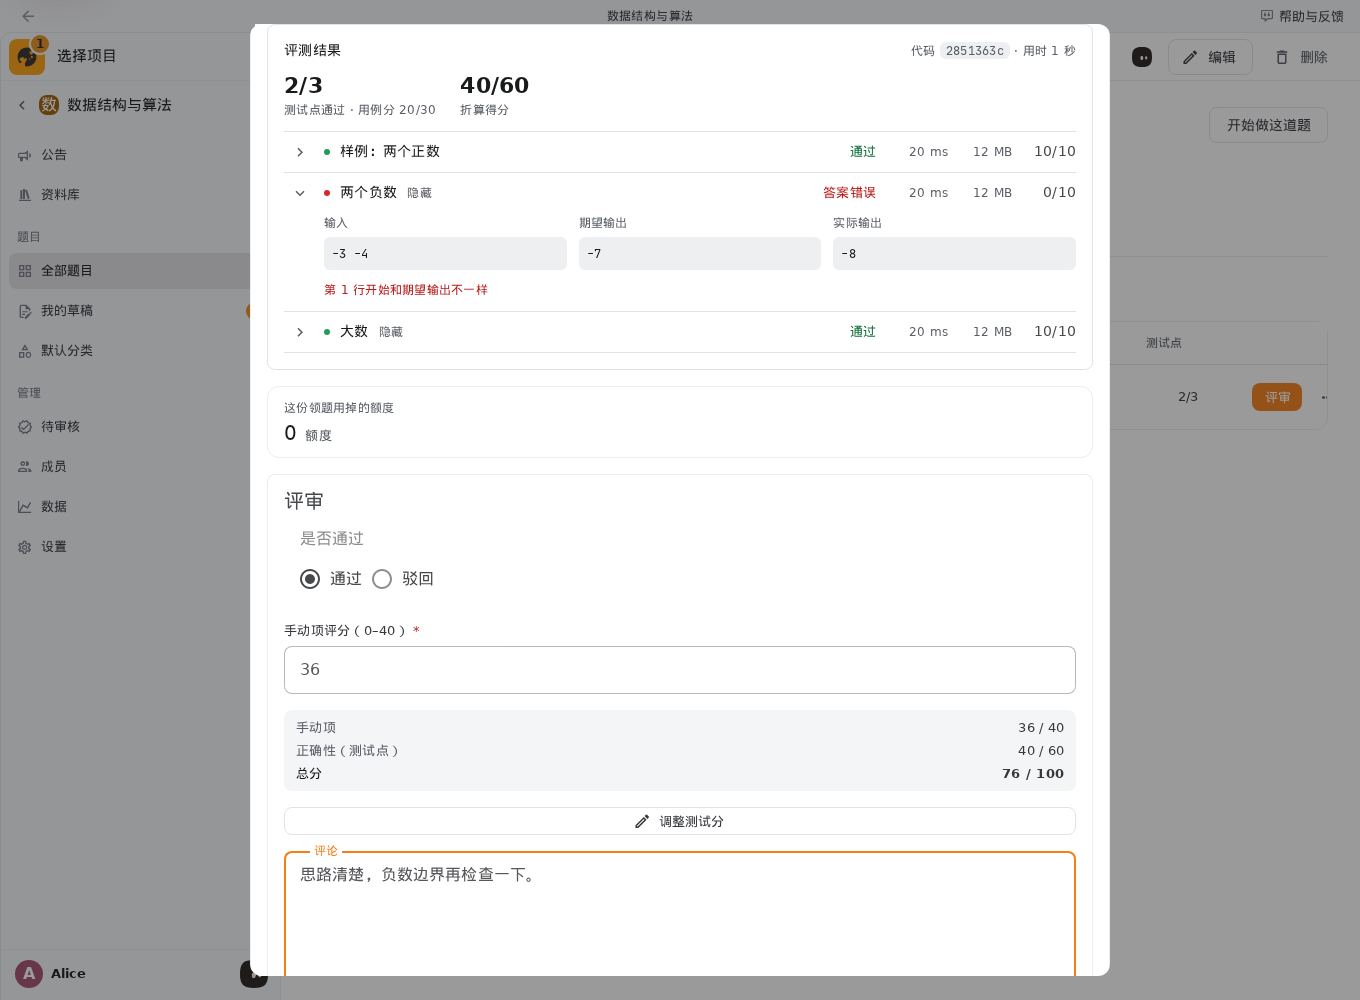 数据结构与算法
帮助与反馈
1
选择项目
编辑
删除
数
数据结构与算法
开始做这道题
公告
资料库
题目
全部题目
我的草稿
默认分类
管理
待审核
成员
数据
设置
测试点
2/3
评审
A
Alice
评测结果
代码 2851363c · 用时 1 秒
2/3
40/60
测试点通过 · 用例分 20/30
折算得分
样例: 两个正数 通过 20 ms 12 MB 10/10
两个负数 隐藏 答案错误 20 ms 12 MB 0/10
输入 期望输出 实际输出
-3 -4 -7 -8
第 1 行开始和期望输出不一样
大数 隐藏 通过 20 ms 12 MB 10/10
这份领题用掉的额度
0 额度
评审
是否通过
通过 驳回
手动项评分（0–40）*
36
手动项 36 / 40
正确性（测试点） 40 / 60
总分 76 / 100
调整测试分
评论
思路清楚，负数边界再检查一下。